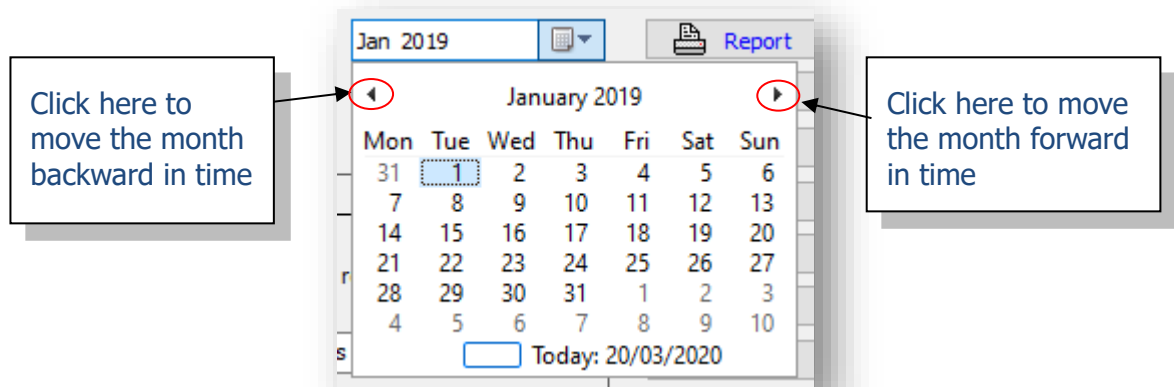 Jan 2019
Report
Click here to
move the month
backward in time
January 2019
Click here to move
the month forward
in time
Mon Tue Wed Thu Fri Sat Sun
31 1 2 3 4 5 6
7 8 9 10 11 12 13
14 15 16 17 18 19 20
21 22 23 24 25 26 27
28 29 30 31 1 2 3
4 5 6 7 8 9 10
Today: 20/03/2020